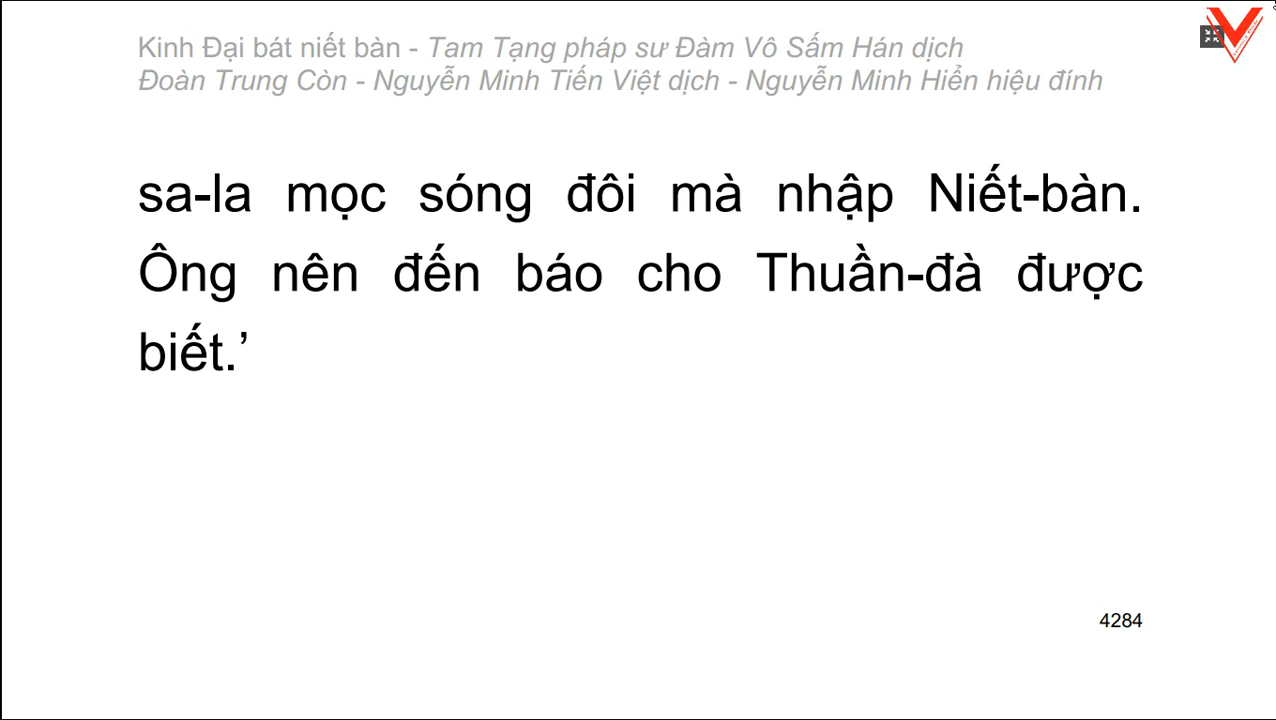 Kinh Đại bát niết bàn - Tam Tạng pháp sư Đàm Vô Sấm Hán dịch
Đoàn Trung Còn - Nguyễn Minh Tiến Việt dịch - Nguyễn Minh Hiển hiệu đính
sa-la mọc sóng đôi mà nhập Niết-bàn.
Ông nên đến báo cho Thuần-đà được
biết.’
4284